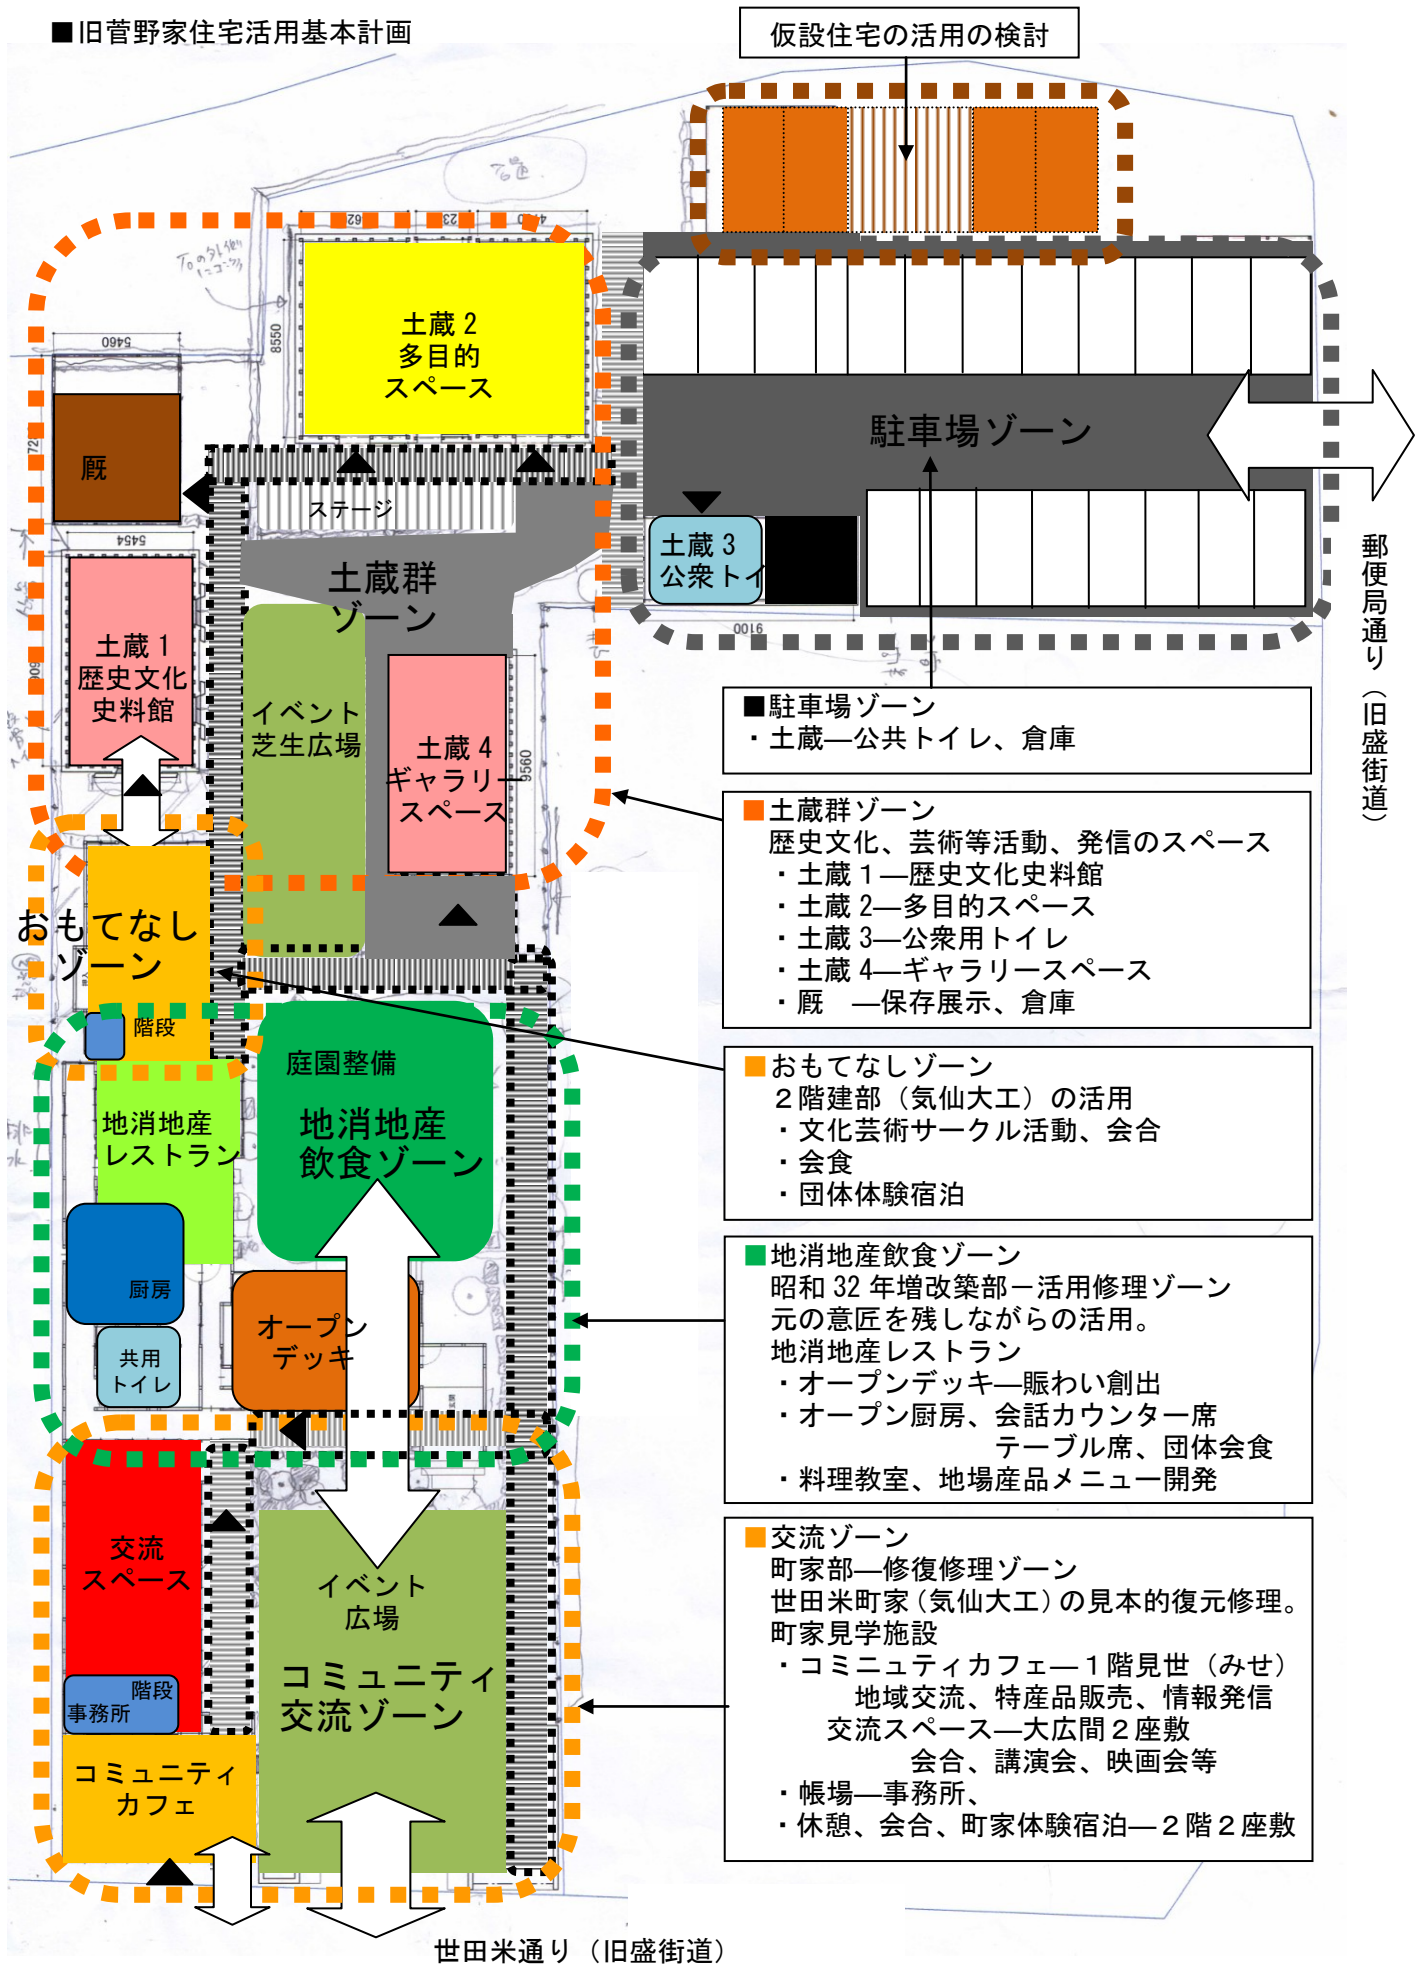 ■旧菅野家住宅活用基本計画
仮設住宅の活用の検討
土蔵 2
多目的
スペース
8550
5460
厩
ステージ
駐車場ゾーン
土蔵 3
公衆トイ
9100
郵便局通り（旧盛街道）
5454
土蔵群
ゾーン
土蔵 1
歴史文化
史料館
イベント
芝生広場
土蔵 4
ギャラリー
スペース
9560
■駐車場ゾーン
・土蔵―公共トイレ、倉庫
■土蔵群ゾーン
歴史文化、芸術等活動、発信のスペース
・土蔵 1―歴史文化史料館
・土蔵 2―多目的スペース
・土蔵 3―公衆用トイレ
・土蔵 4―ギャラリースペース
・厩　―保存展示、倉庫
おもてなし
ゾーン
階段
■おもてなしゾーン
２階建部（気仙大工）の活用
・文化芸術サークル活動、会合
・会食
・団体体験宿泊
庭園整備
地消地産
飲食ゾーン
地消地産
レストラン
厨房
共用
トイレ
オープン
デッキ
■地消地産飲食ゾーン
昭和 32 年増改築部－活用修理ゾーン
元の意匠を残しながらの活用。
地消地産レストラン
・オープンデッキ―賑わい創出
・オープン厨房、会話カウンター席
テーブル席、団体会食
・料理教室、地場産品メニュー開発
交流
スペース
イベント
広場
コミュニティ
交流ゾーン
階段
事務所
コミュニティ
カフェ
■交流ゾーン
町家部―修復修理ゾーン
世田米町家（気仙大工）の見本的復元修理。
町家見学施設
・コミニュティカフェ―１階見世（みせ）
地域交流、特産品販売、情報発信
交流スペース―大広間２座敷
会合、講演会、映画会等
・帳場―事務所、
・休憩、会合、町家体験宿泊―２階２座敷
世田米通り（旧盛街道）